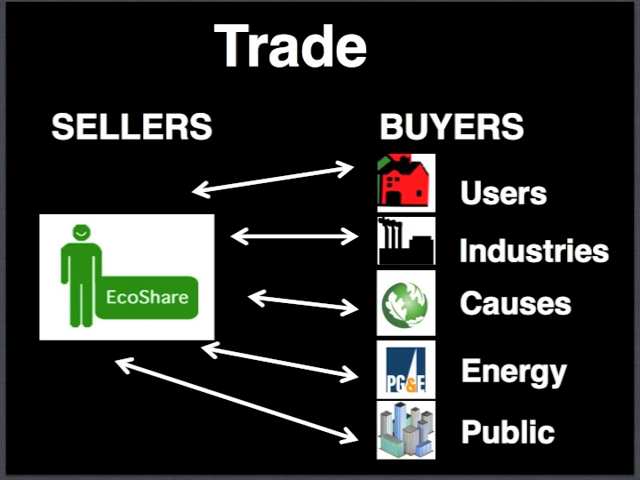 Trade
SELLERS
BUYERS
Users
Industries
EcoShare
Causes
PG&E
Energy
Public